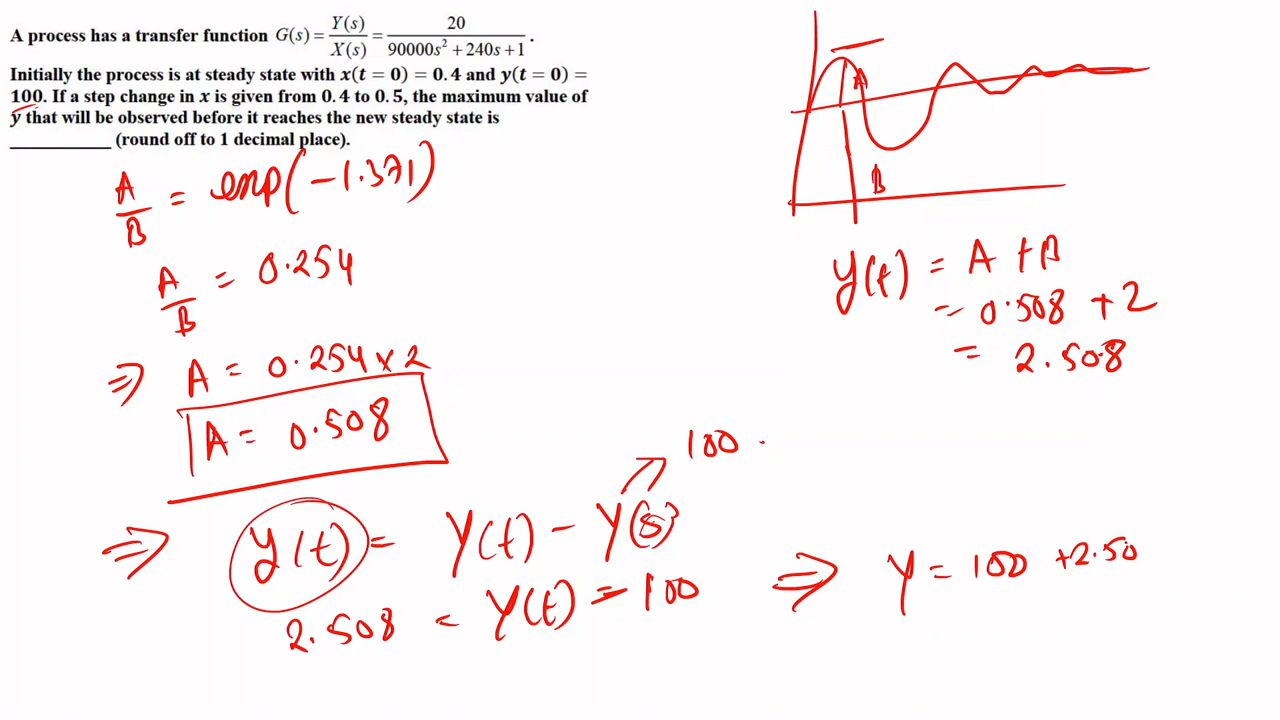 A process has a transfer function G(s) = Y(s)/X(s) = 20/(90000s² + 240s + 1).
Initially the process is at steady state with x(t = 0) = 0.4 and y(t = 0) =
100. If a step change in x is given from 0.4 to 0.5, the maximum value of
y that will be observed before it reaches the new steady state is
__________ (round off to 1 decimal place).
A/B = exp(-1.371)
A/B = 0.254
⇒ A = 0.254 x 2
A = 0.508
A
B
y(t) = A + B
= 0.508 + 2
= 2.508
100
⇒ y(t) = Y(t) - Y(s)
2.508 = Y(t) - 100
⇒ Y = 100 + 2.50